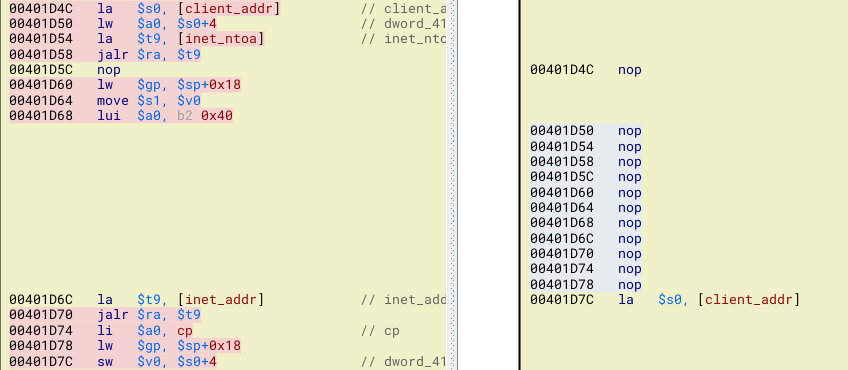 00401D4C la $s0, [client_addr] // client_a
00401D50 lw $a0, $s0+4 // dword_41
00401D54 la $t9, [inet_ntoa] // inet_ntc
00401D58 jalr $ra, $t9
00401D5C nop
00401D60 lw $gp, $sp+0x18
00401D64 move $s1, $v0
00401D68 lui $a0, b2 0x40
00401D6C la $t9, [inet_addr] // inet_add
00401D70 jalr $ra, $t9
00401D74 li $a0, cp // cp
00401D78 lw $gp, $sp+0x18
00401D7C sw $v0, $s0+4 // dword_41
00401D4C nop
00401D50 nop
00401D54 nop
00401D58 nop
00401D5C nop
00401D60 nop
00401D64 nop
00401D68 nop
00401D6C nop
00401D70 nop
00401D74 nop
00401D78 nop
00401D7C la $s0, [client_addr]